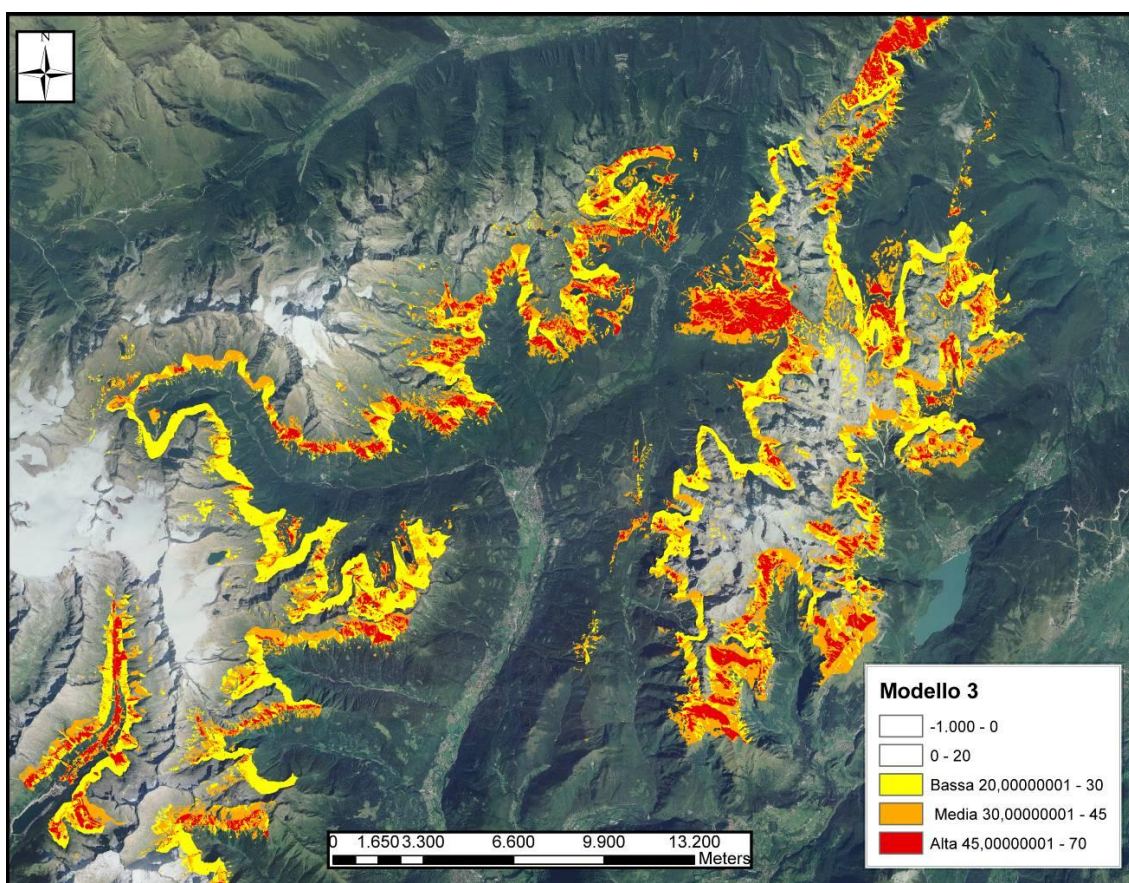 N
Modello 3
-1.000 - 0
0 - 20
Bassa 20,00000001 - 30
Media 30,00000001 - 45
Alta 45,00000001 - 70
0 1.650 3.300 6.600 9.900 13.200
Meters